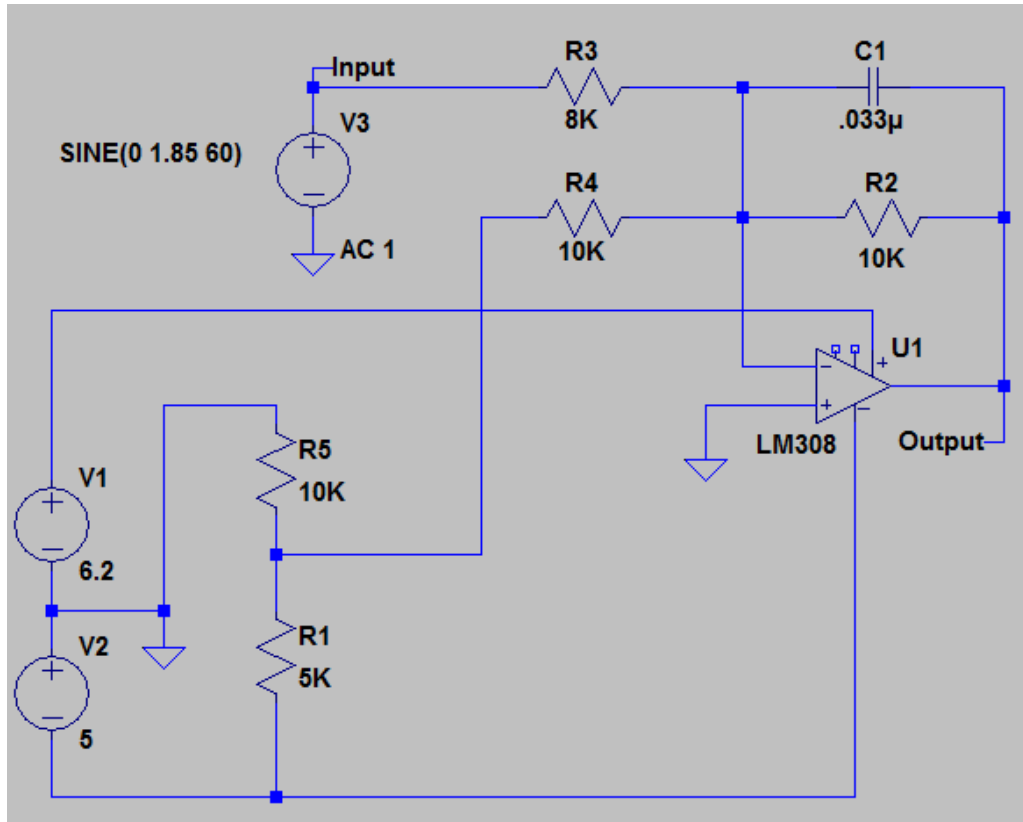 Input
R3
8K
C1
.033µ
V3
SINE(0 1.85 60)
AC 1
R4
10K
R2
10K
U1
LM308
Output
R5
10K
V1
6.2
R1
5K
V2
5